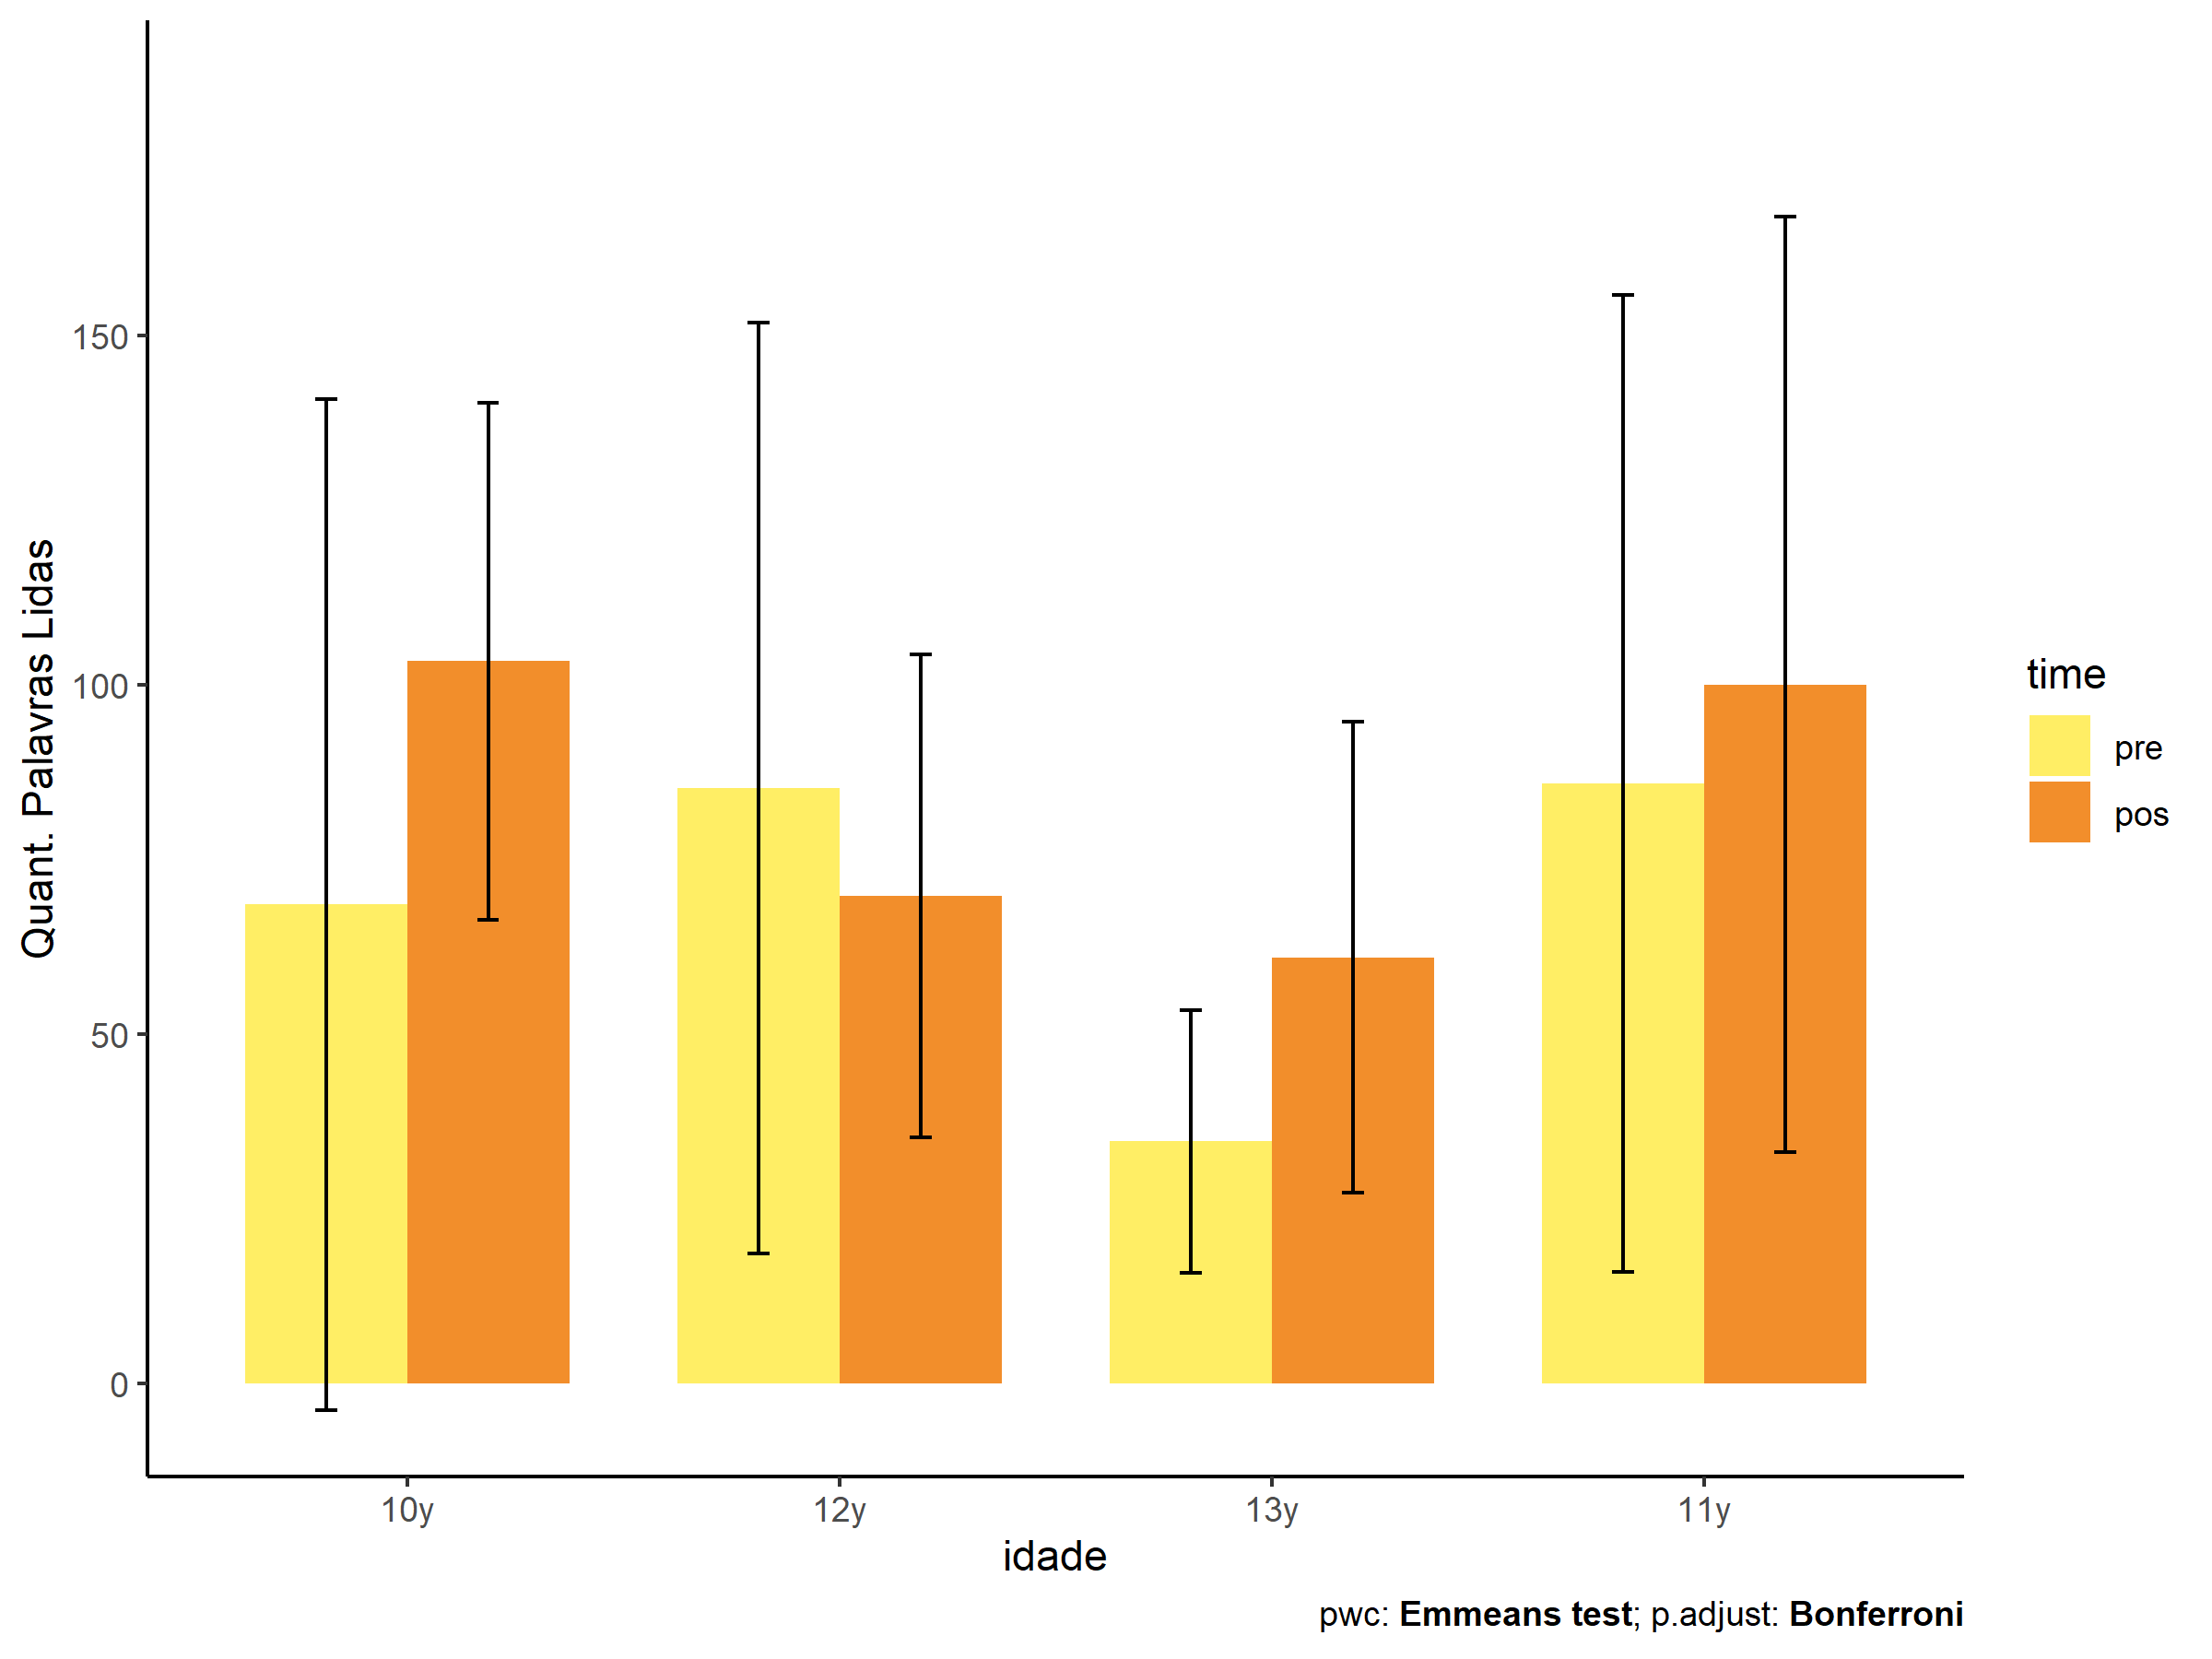 Quant. Palavras Lidas
150
100
50
0
10y
12y
13y
11y
idade
time
pre
pos
pwc: Emmeans test; p.adjust: Bonferroni